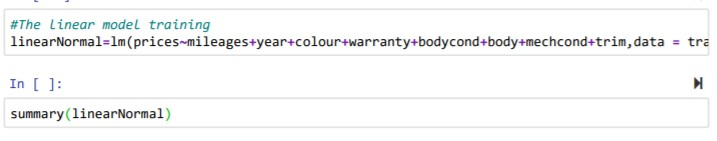 #The linear model training
linearNormal=lm(prices~mileages+year+colour+warranty+bodycond+body+mechcond+trim,data = tra
In [ ]:
summary(linearNormal)